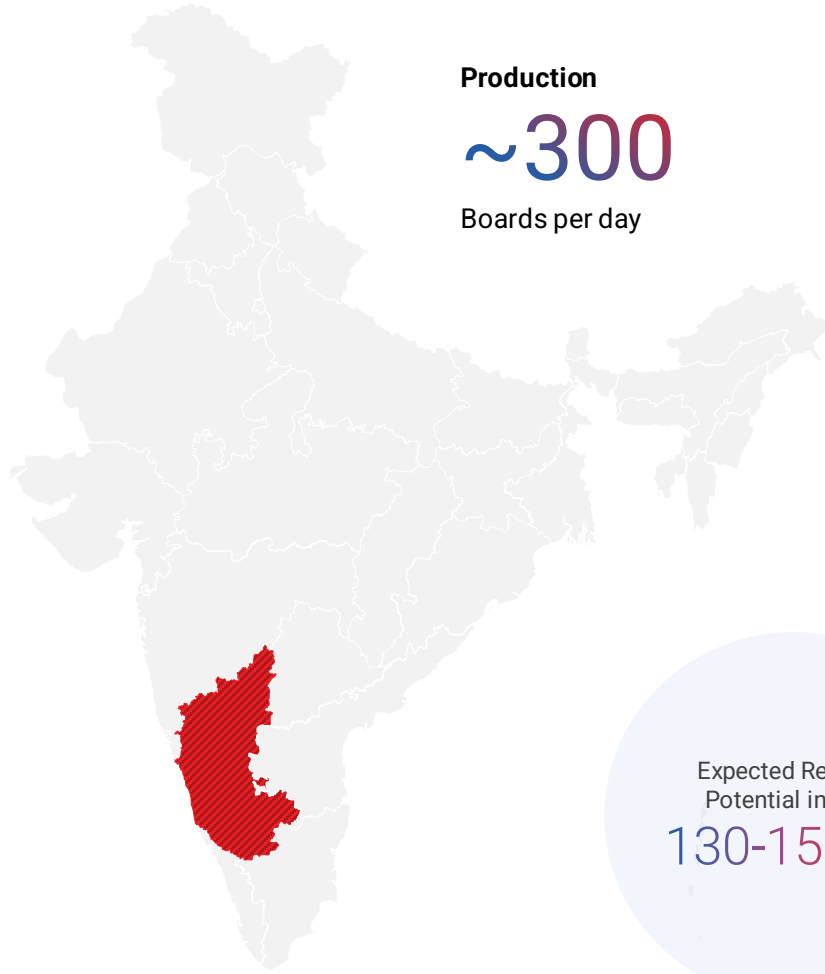 Production
~300
Boards per day
Expected Re
Potential in
130-15